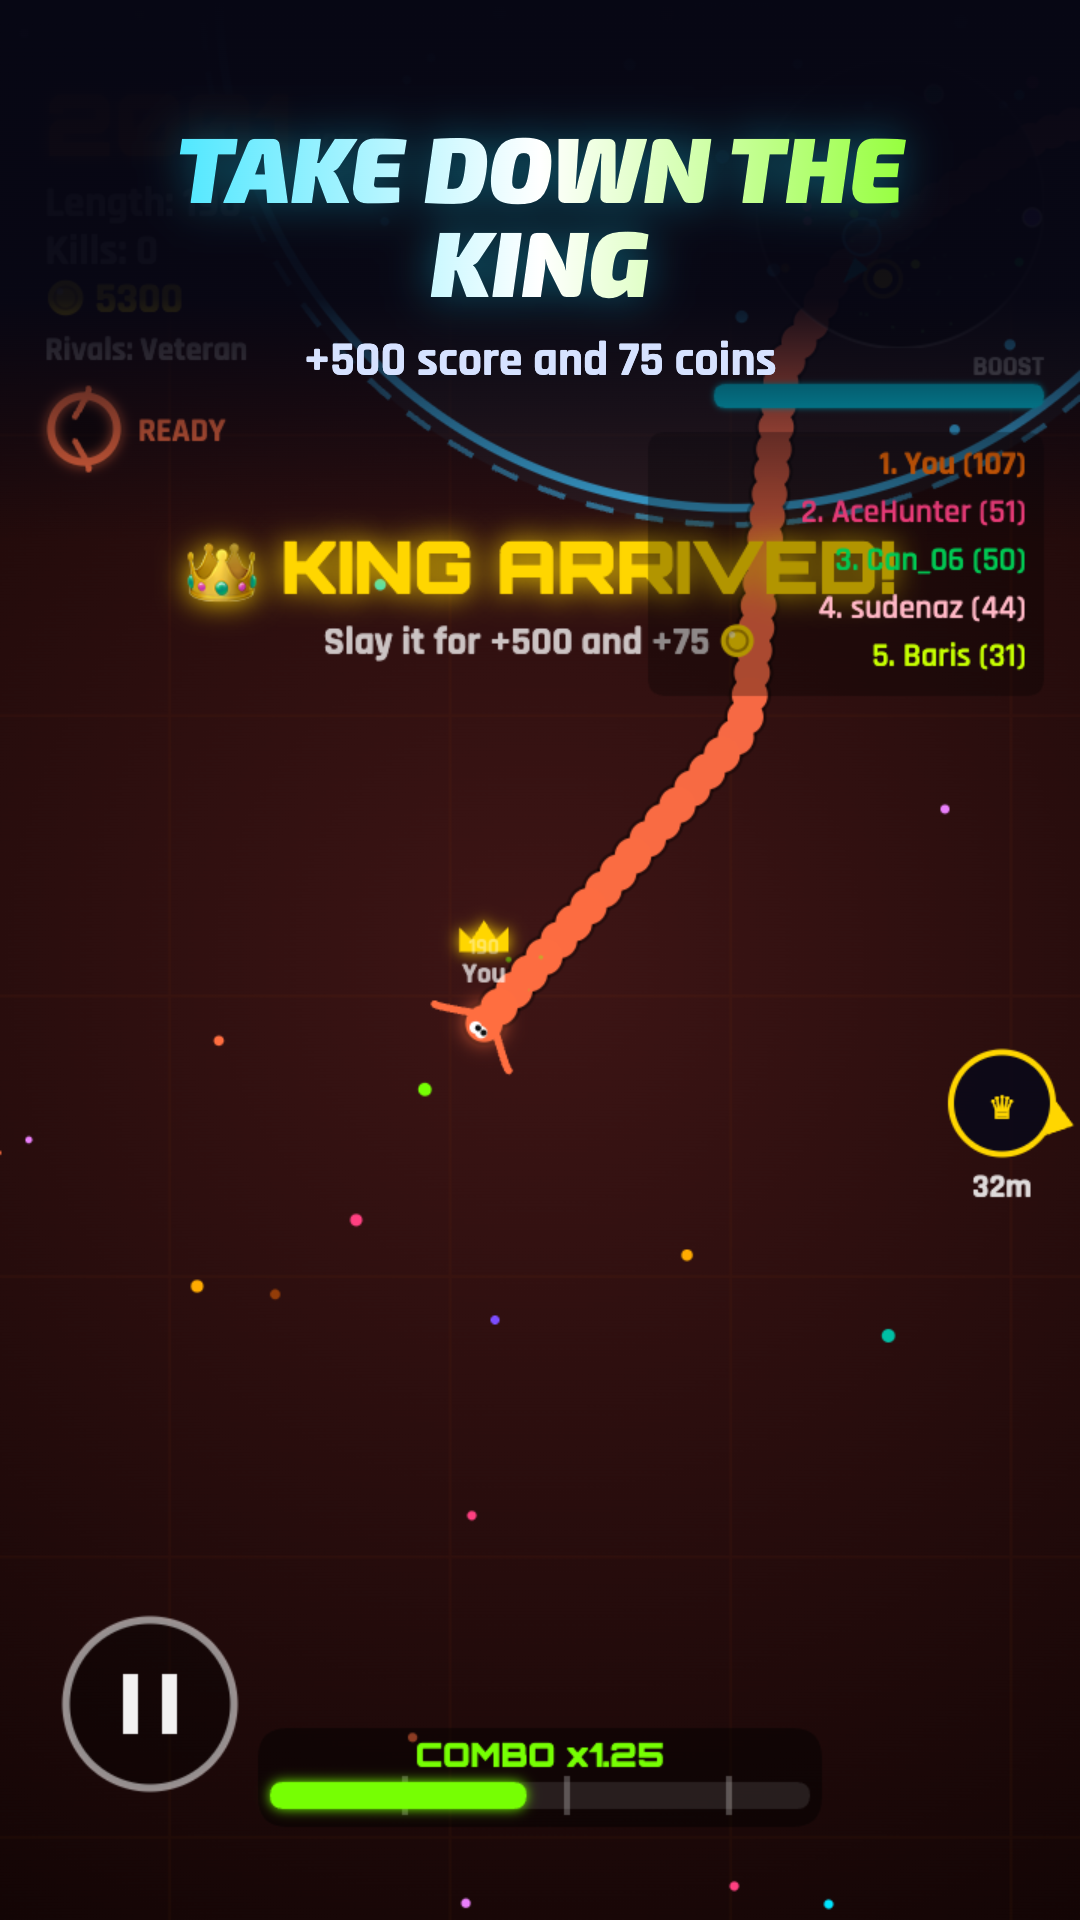 TAKE DOWN THE
KING
+500 score and 75 coins
Length:
Kills: 0
5300
Rivals: Veteran
READY
BOOST
1. You (107)
2. AceHunter (51)
3. Can_06 (50)
4. sudenaz (44)
5. Baris (31)
👑 KING ARRIVED!
Slay it for +500 and +75
190
You
♛
32m
COMBO x1.25